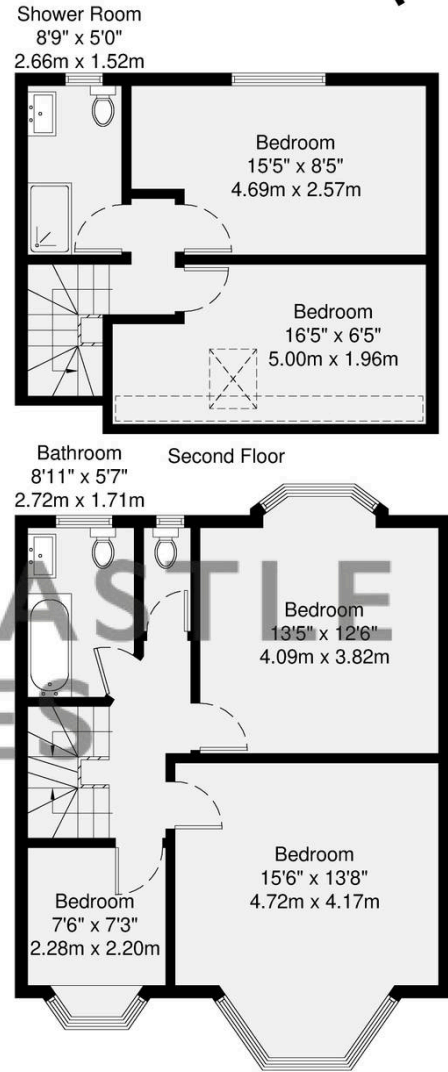 Shower Room
8'9" x 5'0"
2.66m x 1.52m
Bedroom
15'5" x 8'5"
4.69m x 2.57m
Bedroom
16'5" x 6'5"
5.00m x 1.96m
Second Floor
Bathroom
8'11" x 5'7"
2.72m x 1.71m
Bedroom
13'5" x 12'6"
4.09m x 3.82m
ASTLE
ES
Bedroom
15'6" x 13'8"
4.72m x 4.17m
Bedroom
7'6" x 7'3"
2.28m x 2.20m